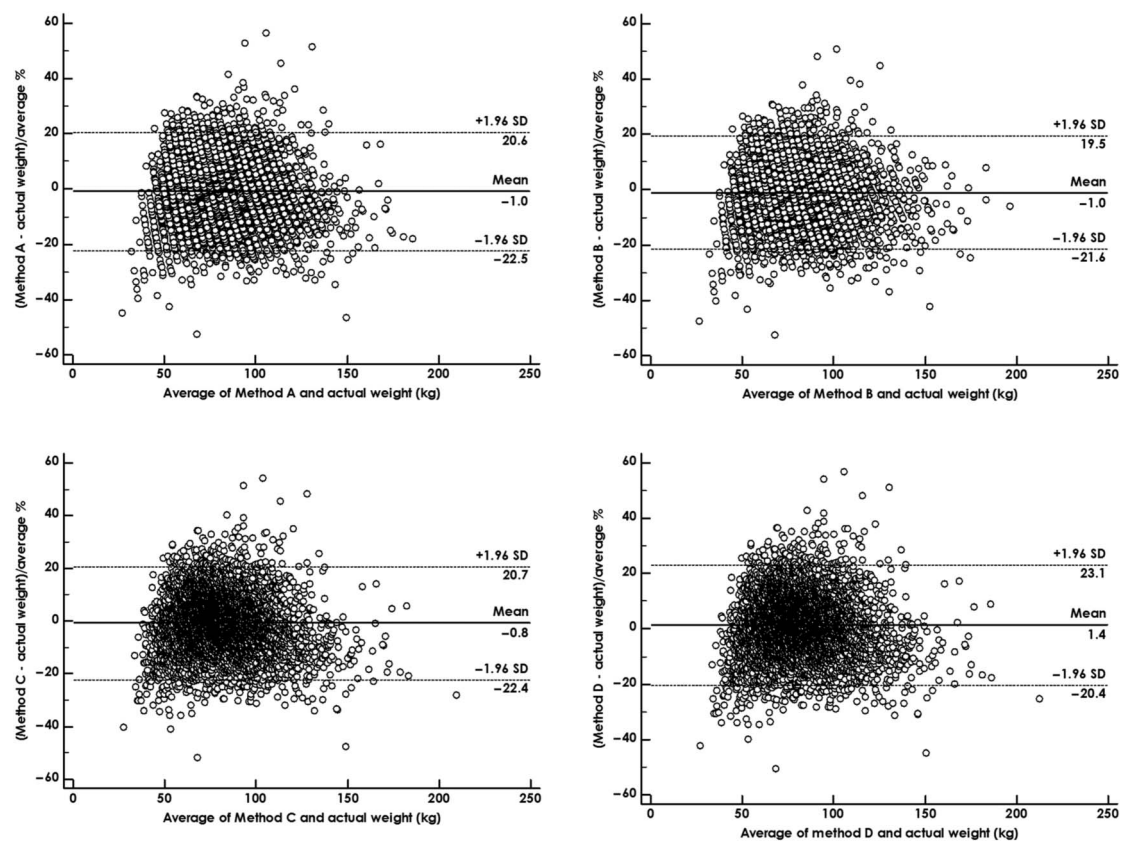 (Method A - actual weight)/average %
60
40
20
0
−20
−40
−60
+1.96 SD
20.6
Mean
−1.0
−1.96 SD
−22.5
0 50 100 150 200 250
Average of Method A and actual weight (kg)
(Method B - actual weight)/average %
60
40
20
0
−20
−40
−60
+1.96 SD
19.5
Mean
−1.0
−1.96 SD
−21.6
0 50 100 150 200 250
Average of Method B and actual weight (kg)
(Method C - actual weight)/average %
60
40
20
0
−20
−40
−60
+1.96 SD
20.7
Mean
−0.8
−1.96 SD
−22.4
0 50 100 150 200 250
Average of Method C and actual weight (kg)
(Method D - actual weight)/average %
60
40
20
0
−20
−40
−60
+1.96 SD
23.1
Mean
1.4
−1.96 SD
−20.4
0 50 100 150 200 250
Average of method D and actual weight (kg)